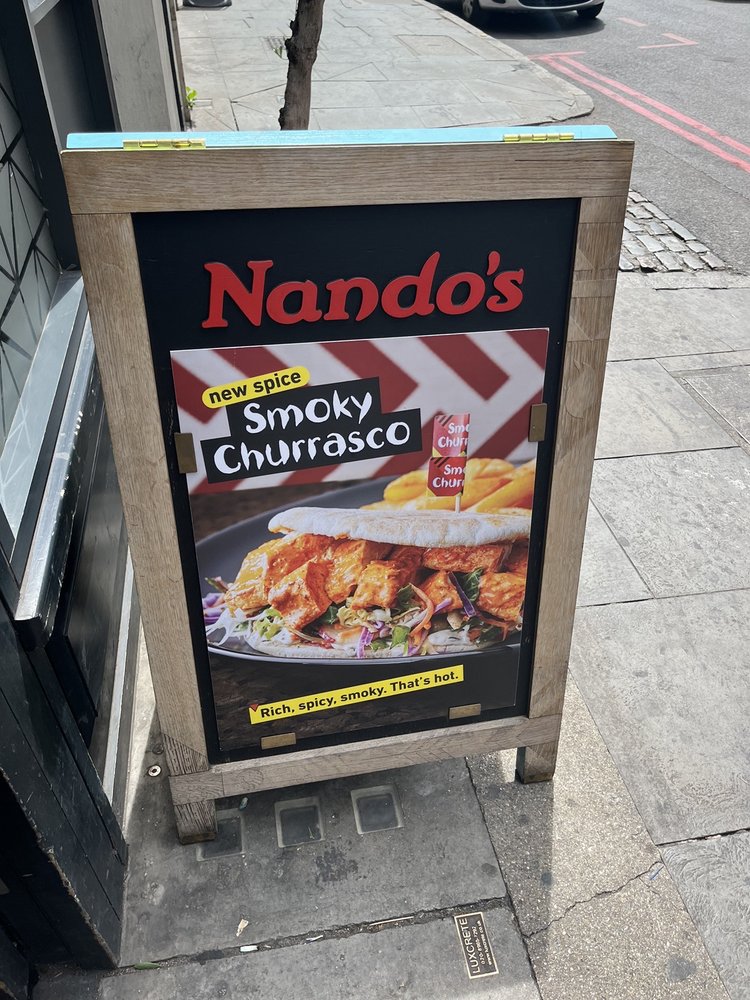 Nando's
new spice
Smoky
Churrasco
Rich, spicy, smoky. That's hot.
LUXCRETE